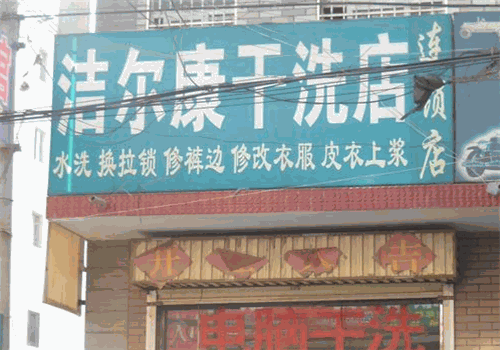 洁尔康干洗店
连锁店
水洗 换拉锁 修裤边 修改衣服 皮衣上浆
电脑干洗